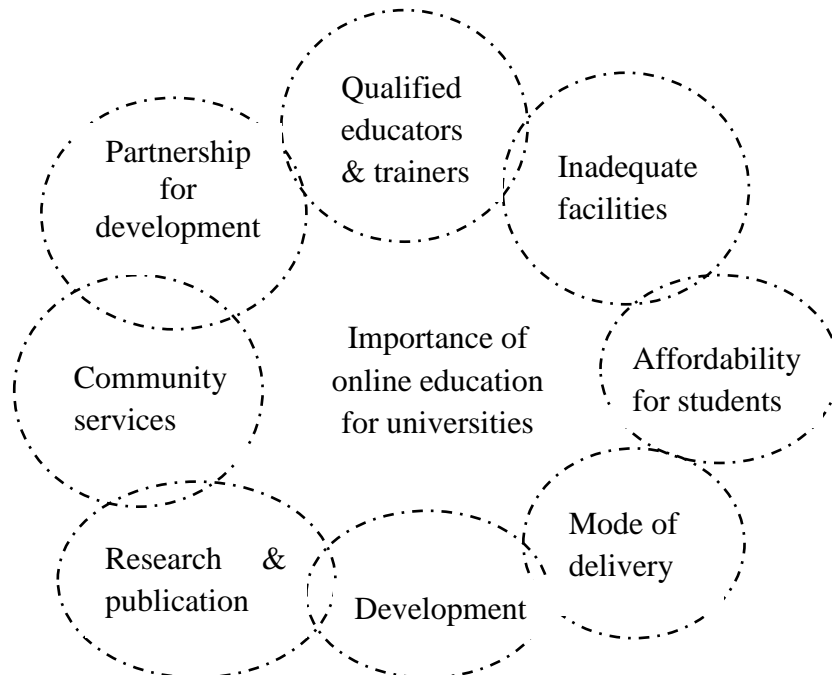 Qualified
educators
& trainers
Partnership
for
development
Inadequate
facilities
Importance of
online education
for universities
Affordability
for students
Community
services
Mode of
delivery
Research &
publication
Development